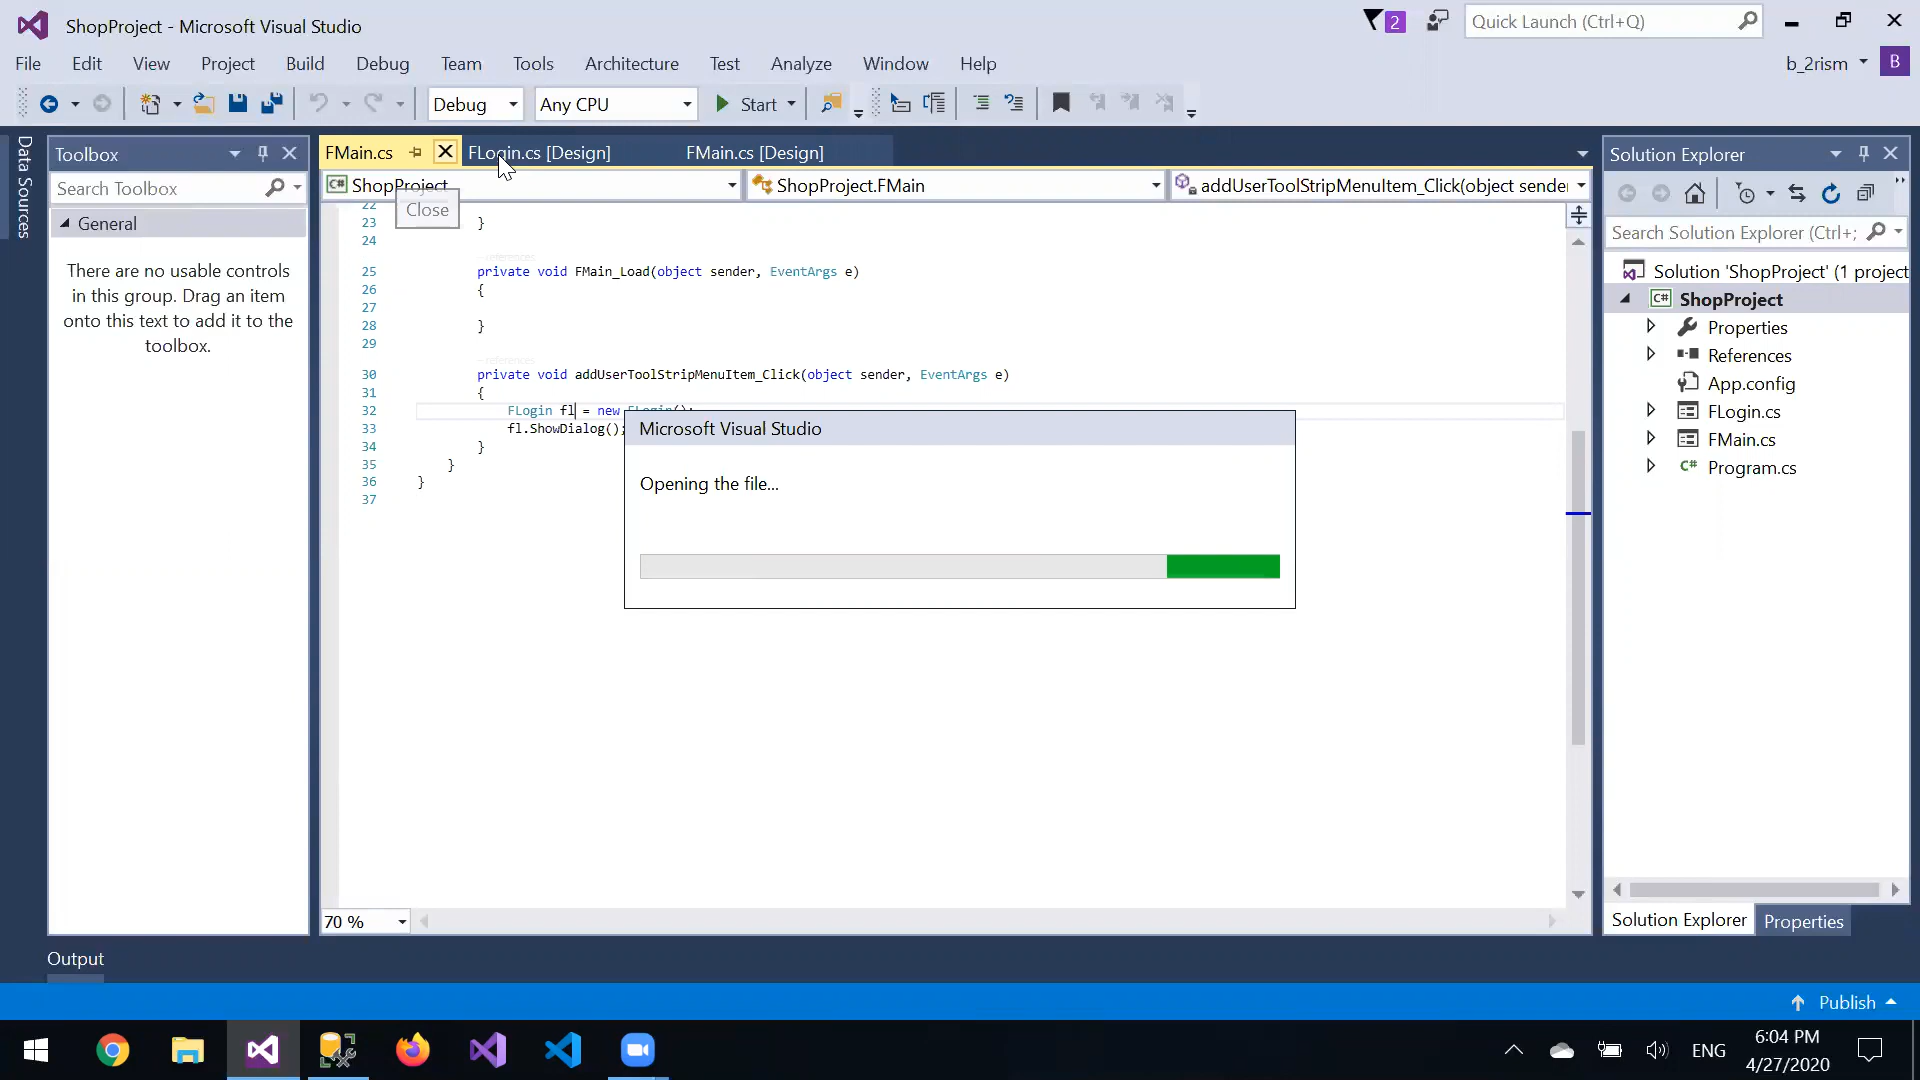 ShopProject - Microsoft Visual Studio
2
Quick Launch (Ctrl+Q)
File Edit View Project Build Debug Team Tools Architecture Test Analyze Window Help
b_2rism
B
Debug
Any CPU
Start
Data Sources
Toolbox
Search Toolbox
General
There are no usable controls
in this group. Drag an item
onto this text to add it to the
toolbox.
FMain.cs
FLogin.cs [Design]
FMain.cs [Design]
C# ShopProject
ShopProject.FMain
addUserToolStripMenuItem_Click(object sende
Close
22
23 }
24
references
25 private void FMain_Load(object sender, EventArgs e)
26 {
27
28 }
29
references
30 private void addUserToolStripMenuItem_Click(object sender, EventArgs e)
31 {
32 FLogin fl = new FLogin();
33 fl.ShowDialog();
34 }
35 }
36 }
37
Microsoft Visual Studio
Opening the file...
70 %
Solution Explorer
Search Solution Explorer (Ctrl+;
Solution 'ShopProject' (1 project
C# ShopProject
Properties
References
App.config
FLogin.cs
FMain.cs
C# Program.cs
Solution Explorer
Properties
Output
Publish
ENG
6:04 PM
4/27/2020